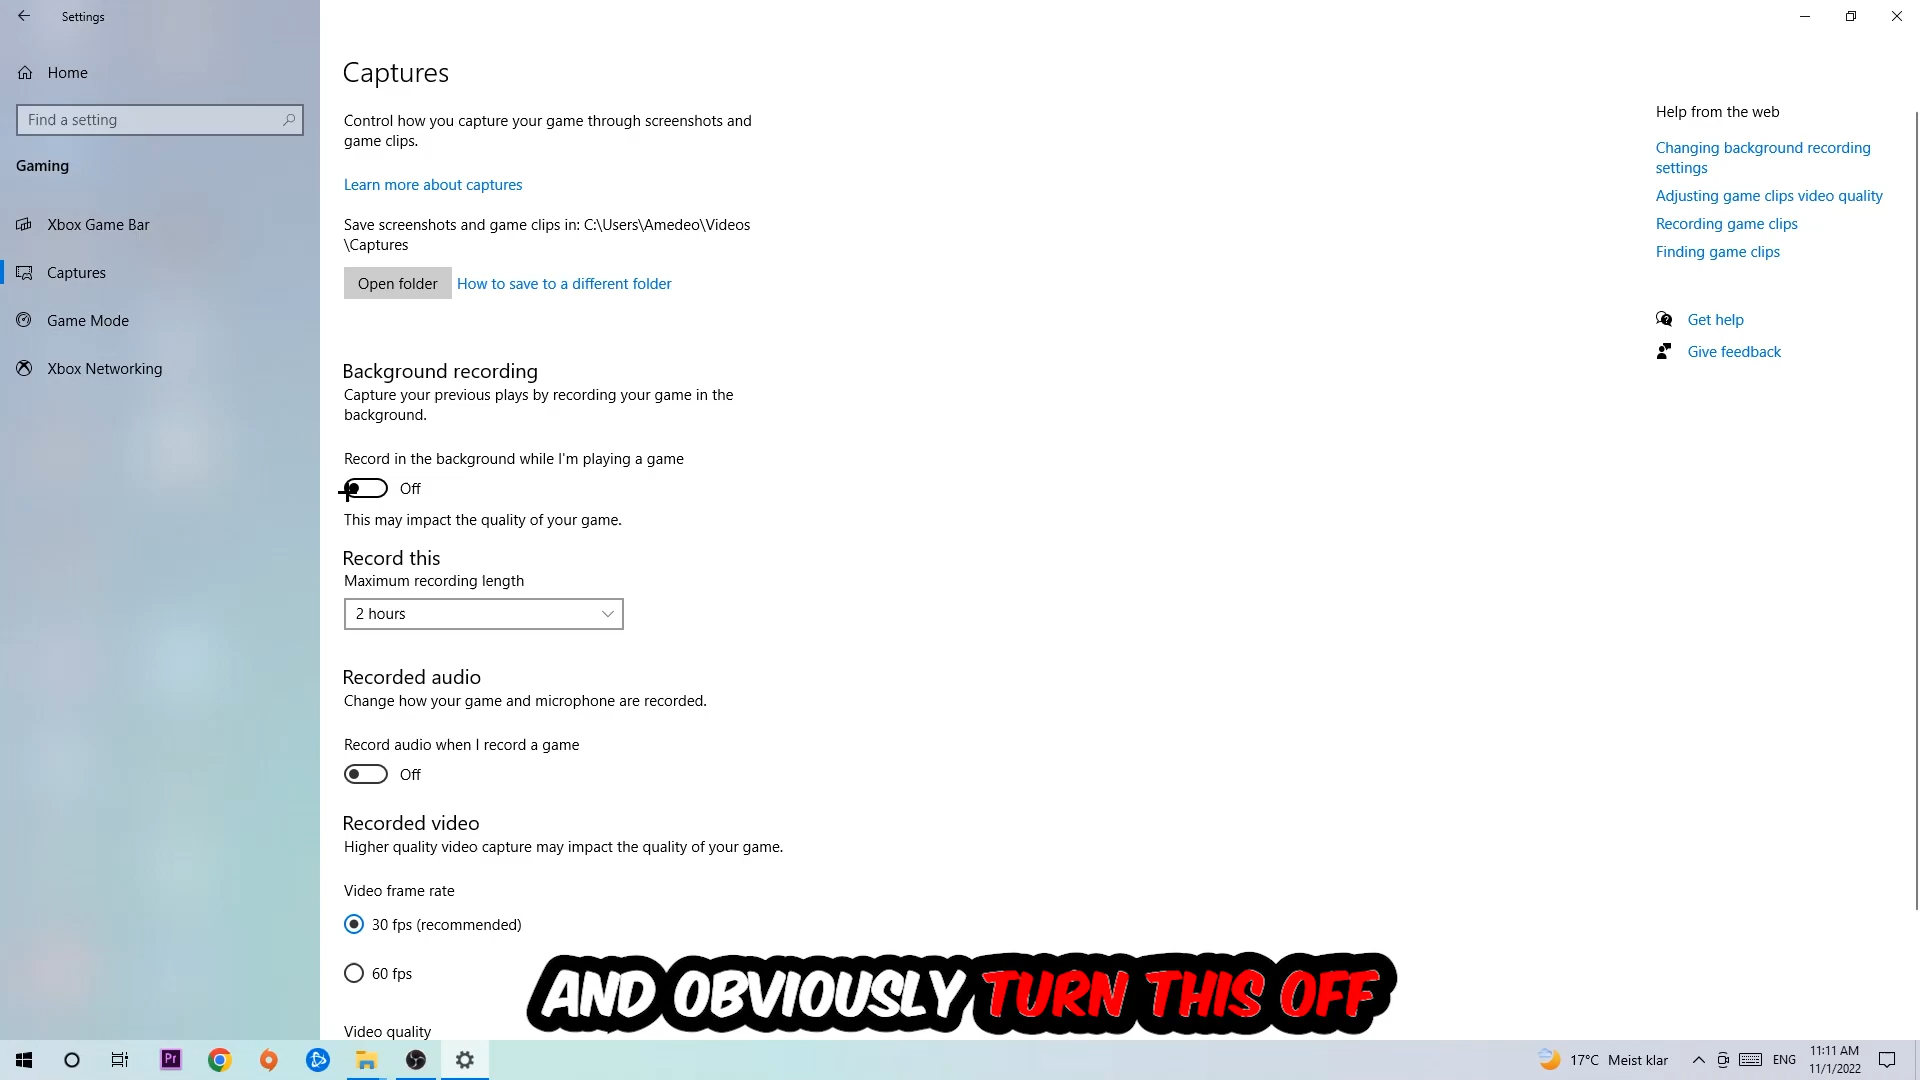 Settings
Home
Find a setting
Gaming
Xbox Game Bar
Captures
Game Mode
Xbox Networking
Captures
Control how you capture your game through screenshots and
game clips.
Learn more about captures
Save screenshots and game clips in: C:\Users\Amedeo\Videos
\Captures
Open folder
How to save to a different folder
Background recording
Capture your previous plays by recording your game in the
background.
Record in the background while I'm playing a game
Off
This may impact the quality of your game.
Record this
Maximum recording length
2 hours
Recorded audio
Change how your game and microphone are recorded.
Record audio when I record a game
Off
Recorded video
Higher quality video capture may impact the quality of your game.
Video frame rate
30 fps (recommended)
60 fps
Video quality
Help from the web
Changing background recording
settings
Adjusting game clips video quality
Recording game clips
Finding game clips
Get help
Give feedback
AND OBVIOUSLY TURN THIS OFF
Pr
17°C Meist klar
ENG
11:11 AM
11/1/2022